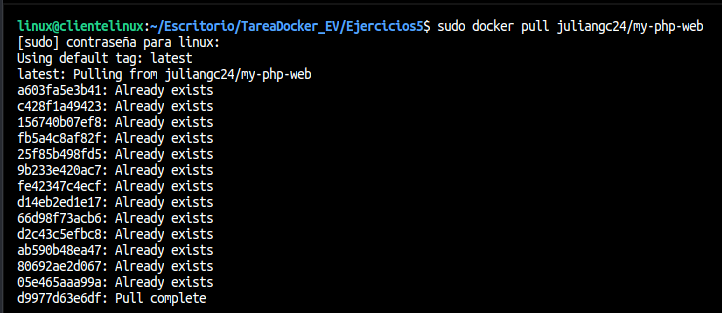 linux@clientelinux:~/Escritorio/TareaDocker_EV/Ejercicios5$ sudo docker pull juliangc24/my-php-web
[sudo] contraseña para linux:
Using default tag: latest
latest: Pulling from juliangc24/my-php-web
a603fa5e3b41: Already exists
c428f1a49423: Already exists
156740b07ef8: Already exists
fb5a4c8af82f: Already exists
25f85b498fd5: Already exists
9b233e420ac7: Already exists
fe42347c4ecf: Already exists
d14eb2ed1e17: Already exists
66d98f73acb6: Already exists
d2c43c5efbc8: Already exists
ab590b48ea47: Already exists
80692ae2d067: Already exists
05e465aaa99a: Already exists
d9977d63e6df: Pull complete